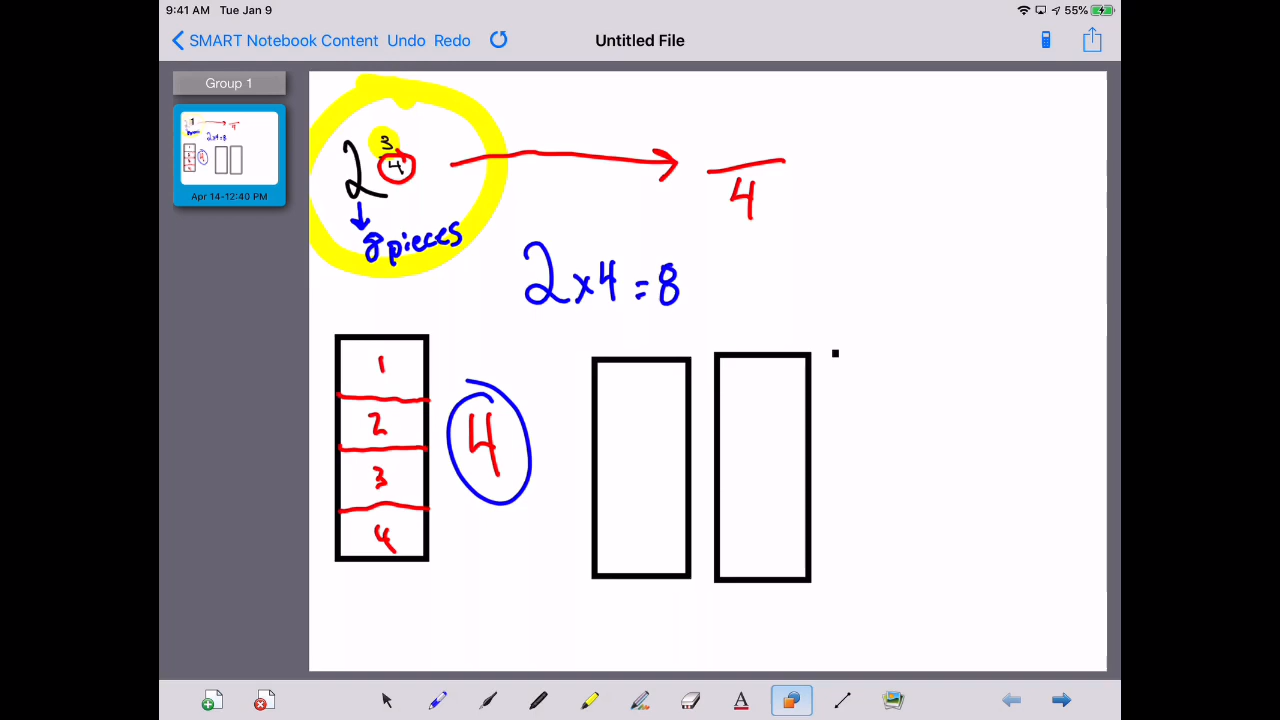 9:41 AM Tue Jan 9
55%
SMART Notebook Content Undo Redo
Untitled File
Group 1
Apr 14-12:40 PM
2 3/4
4
8 pieces
2x4=8
1
2
3
4
4
A